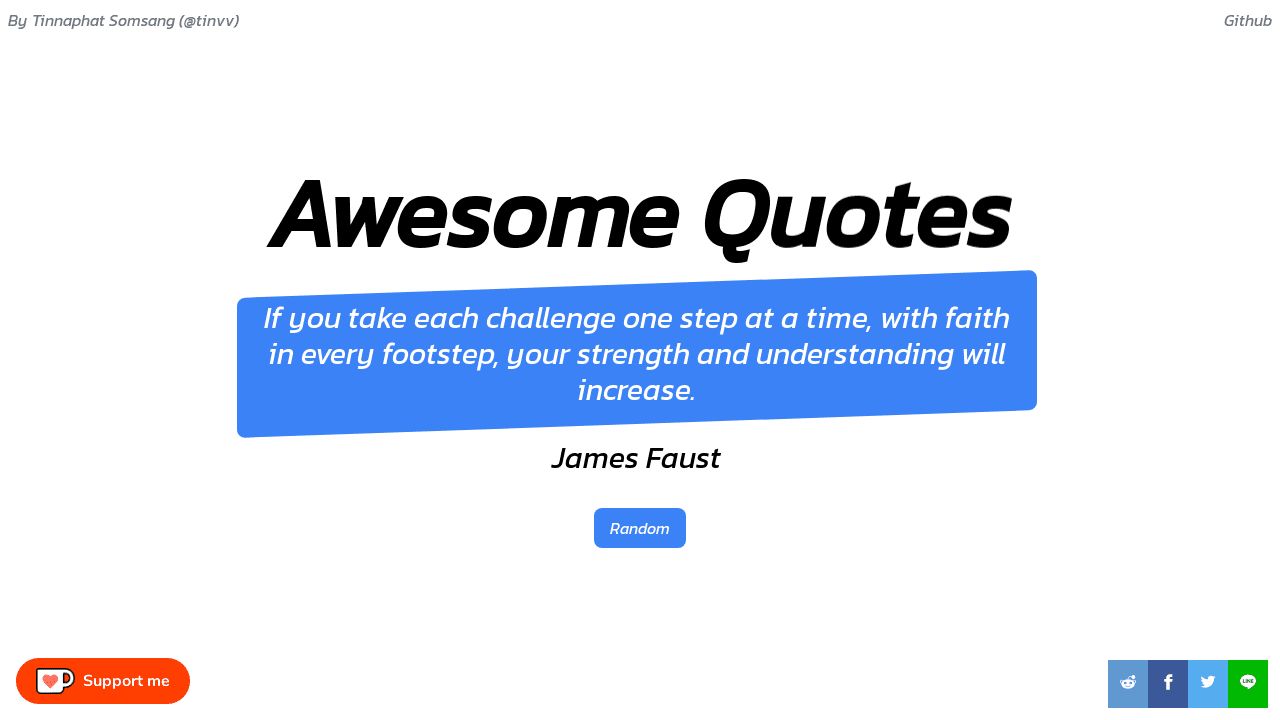 By Tinnaphat Somsang (@tinvv)
Github
Awesome Quotes
If you take each challenge one step at a time, with faith
in every footstep, your strength and understanding will
increase.
James Faust
Random
Support me